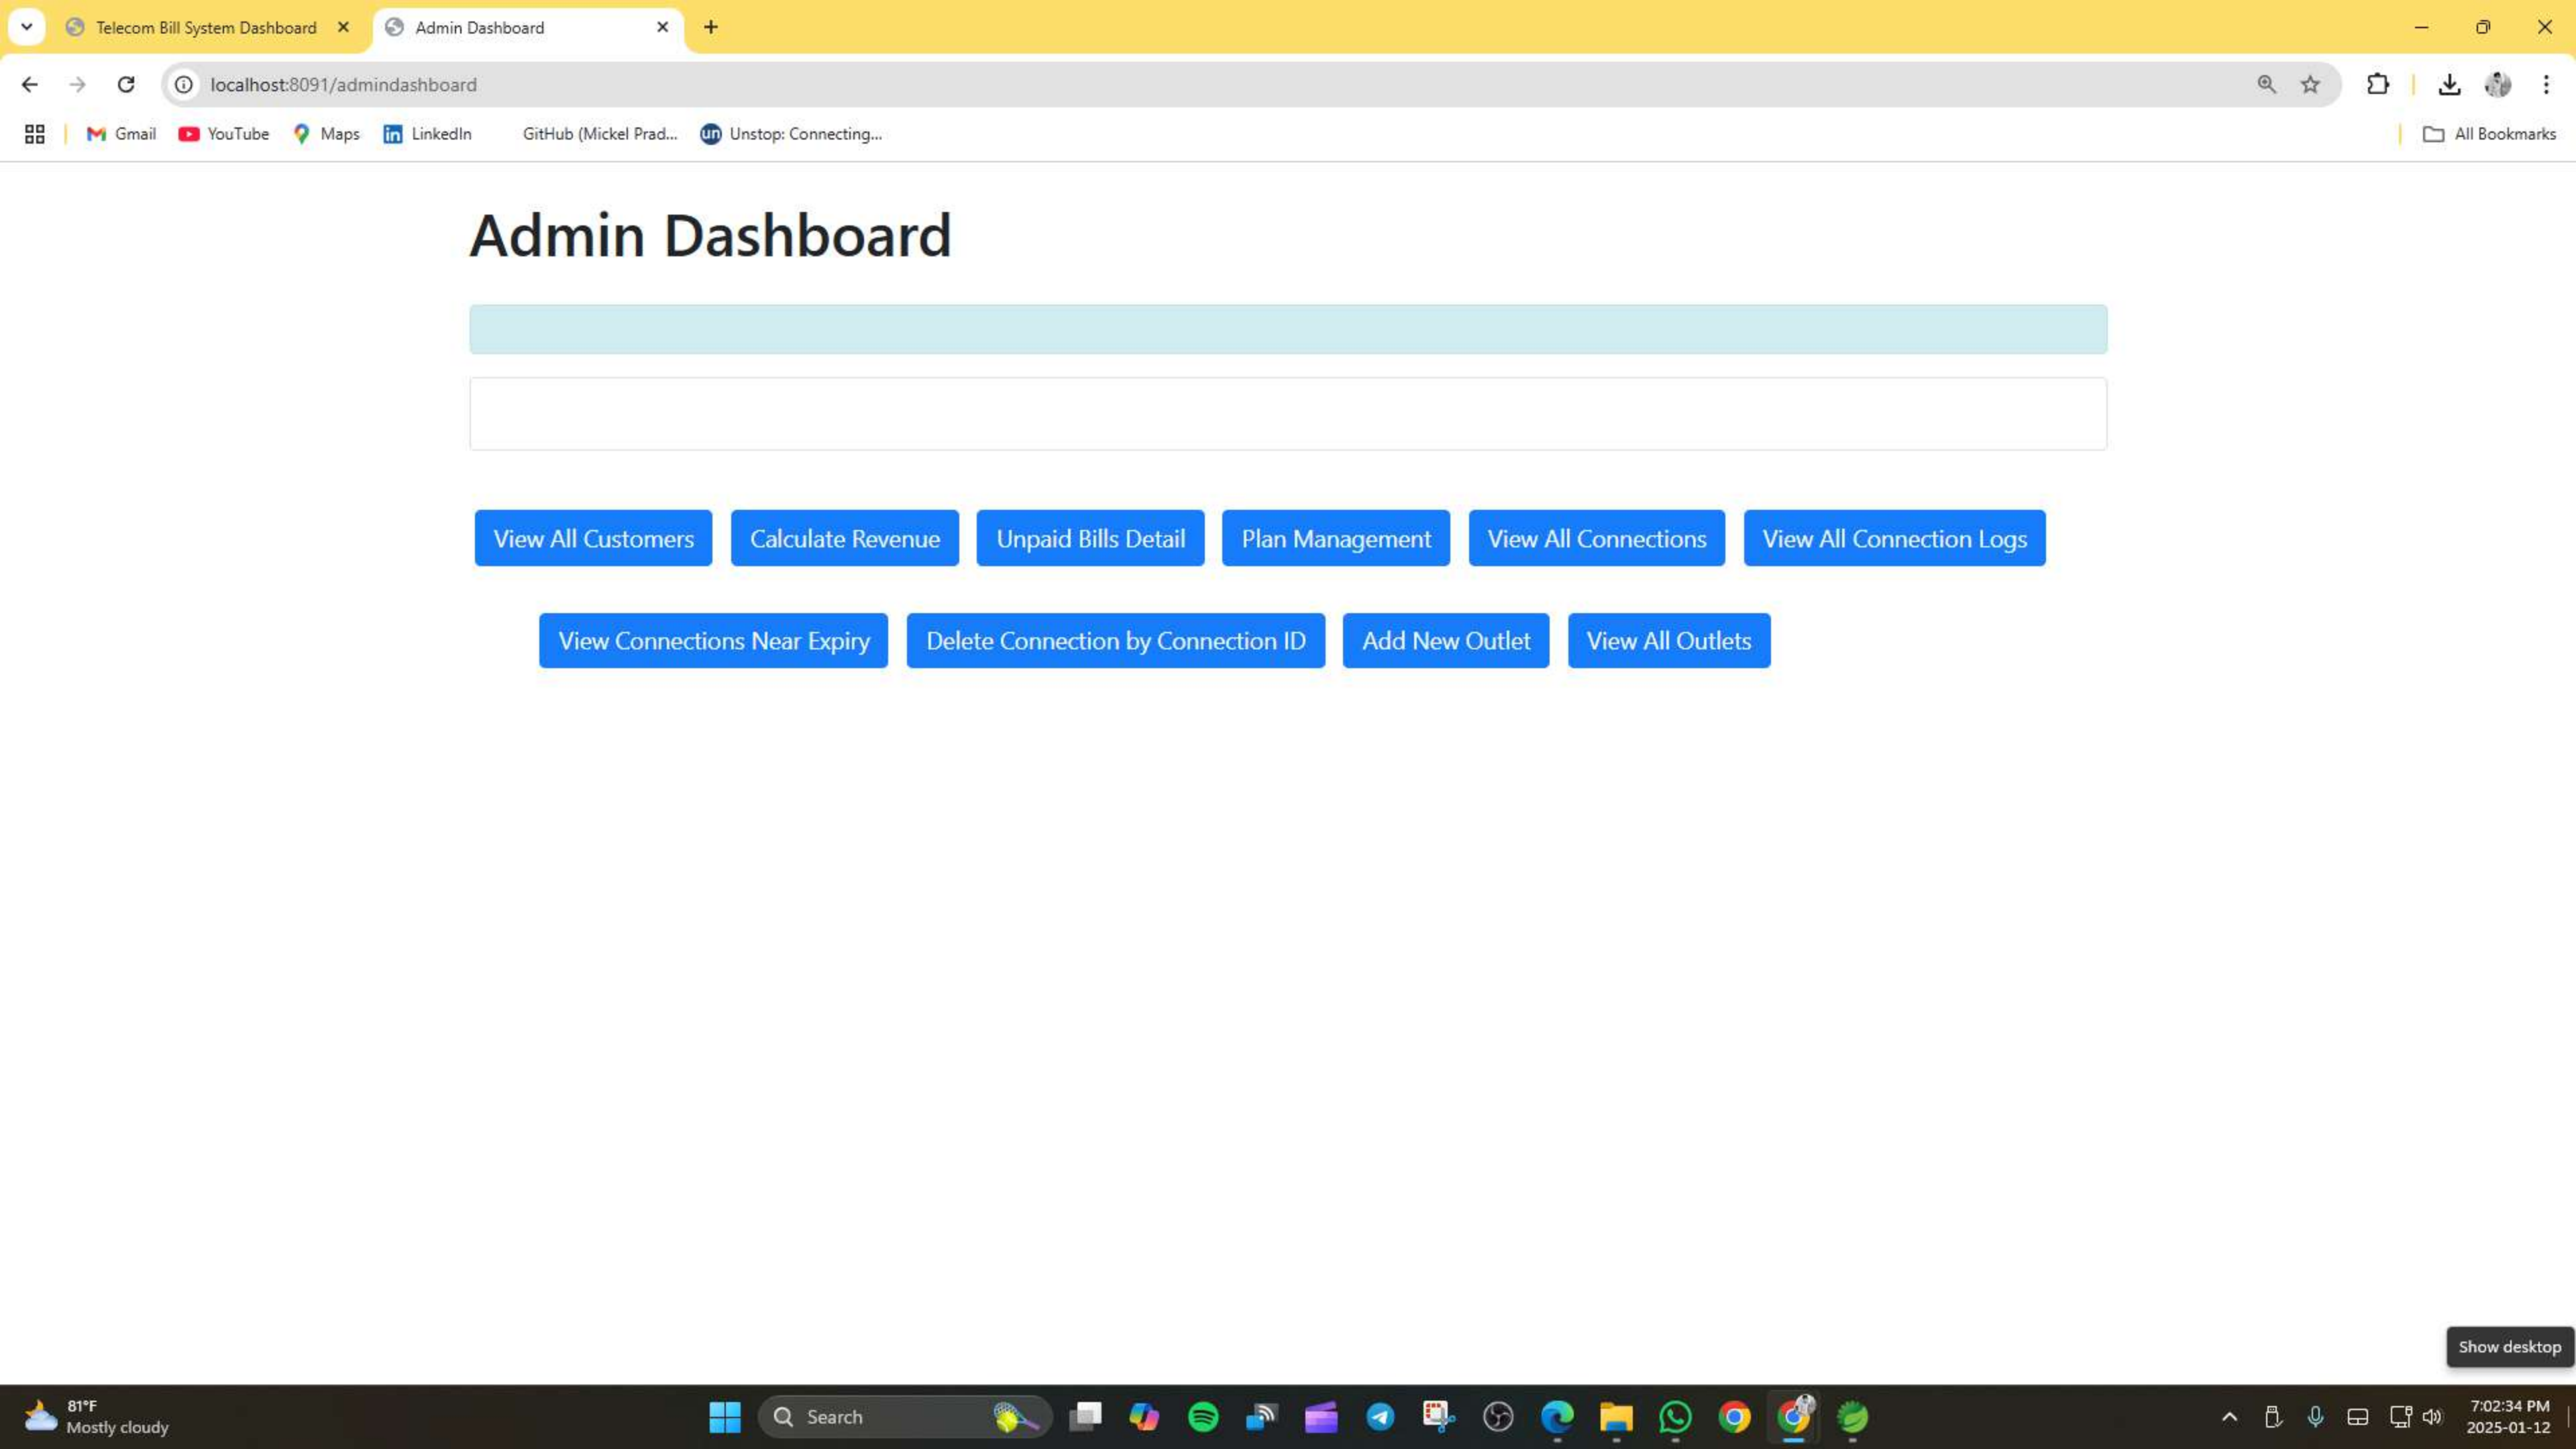 Telecom Bill System Dashboard
Admin Dashboard
localhost:8091/admindashboard
Gmail
YouTube
Maps
in
LinkedIn
GitHub (Mickel Prad...
un
Unstop: Connecting...
All Bookmarks
Admin Dashboard
View All Customers
Calculate Revenue
Unpaid Bills Detail
Plan Management
View All Connections
View All Connection Logs
View Connections Near Expiry
Delete Connection by Connection ID
Add New Outlet
View All Outlets
Show desktop
81°F
Mostly cloudy
Search
7:02:34 PM
2025-01-12